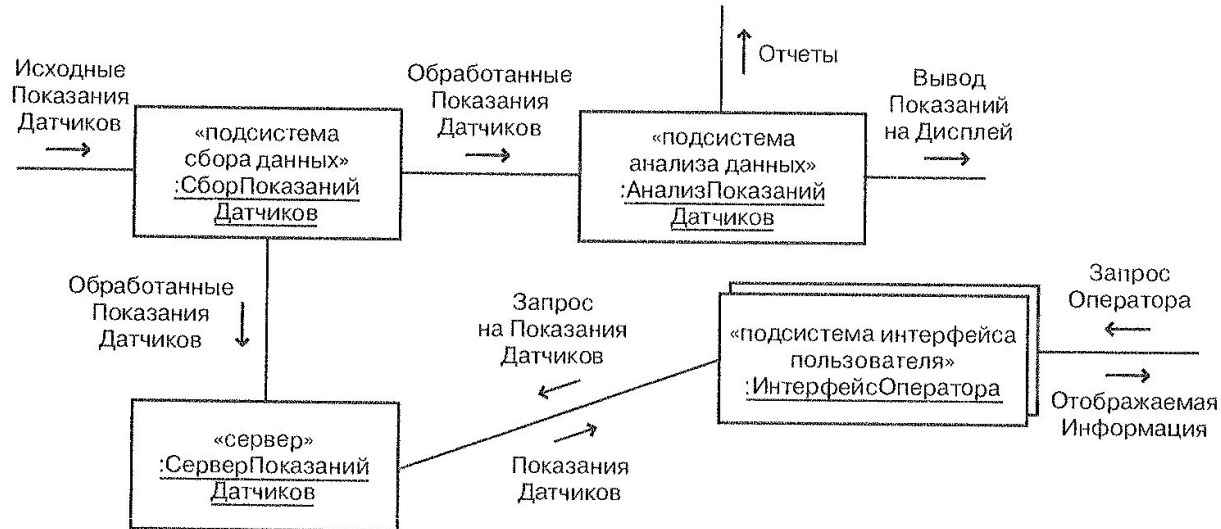 Исходные
Показания
Датчиков
«подсистема
сбора данных»
:СборПоказаний
Датчиков
Обработанные
Показания
Датчиков
«подсистема
анализа данных»
:АнализПоказаний
Датчиков
Отчеты
Вывод
Показаний
на Дисплей
Обработанные
Показания
Датчиков
«сервер»
:СерверПоказаний
Датчиков
Запрос
на Показания
Датчиков
Показания
Датчиков
«подсистема интерфейса
пользователя»
:ИнтерфейсОператора
Запрос
Оператора
Отображаемая
Информация